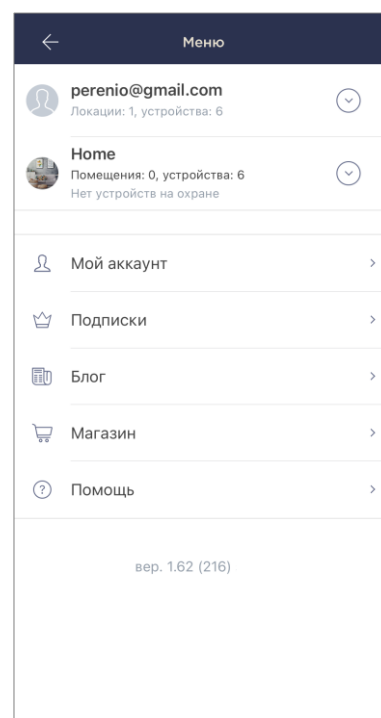 Меню
perenio@gmail.com
Локации: 1, устройства: 6
Home
Помещения: 0, устройства: 6
Нет устройств на охране
Мой аккаунт
Подписки
Блог
Магазин
Помощь
вер. 1.62 (216)